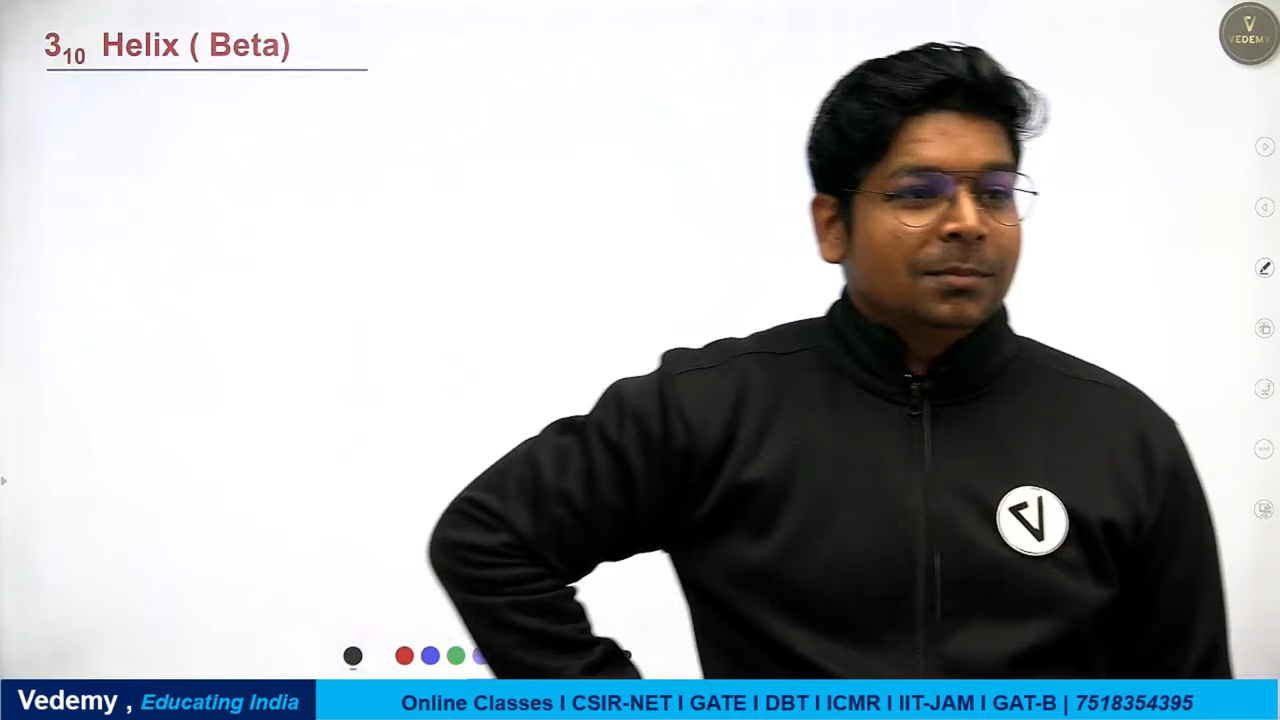 3₁₀ Helix ( Beta)
V
VEDEMY
V
Vedemy , Educating India
Online Classes I CSIR-NET I GATE I DBT I ICMR I IIT-JAM I GAT-B | 7518354395